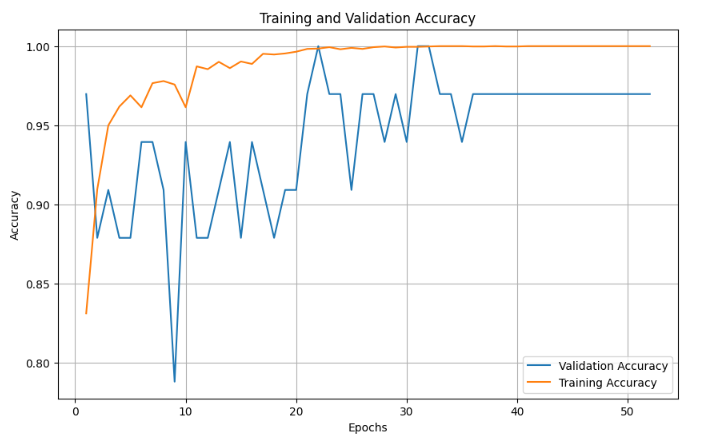 Training and Validation Accuracy
1.00
0.95
0.90
0.85
0.80
Accuracy
0
10
20
30
40
50
Epochs
Validation Accuracy
Training Accuracy